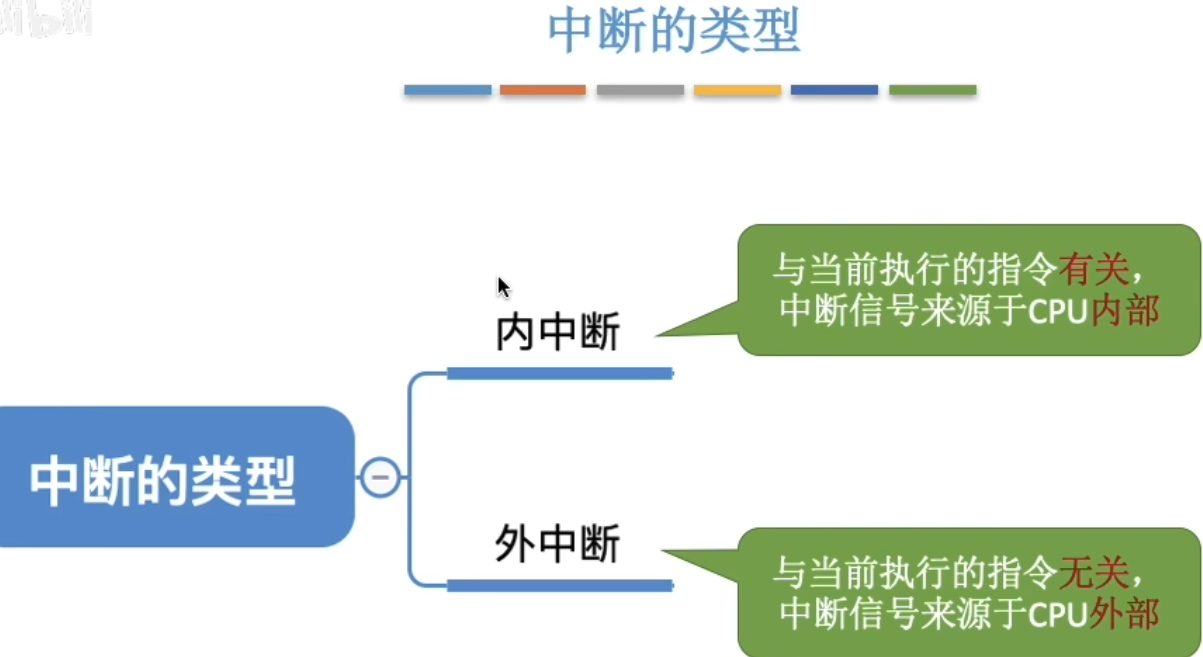 中断的类型
与当前执行的指令有关，
中断信号来源于CPU内部
内中断
中断的类型
外中断
与当前执行的指令无关，
中断信号来源于CPU外部